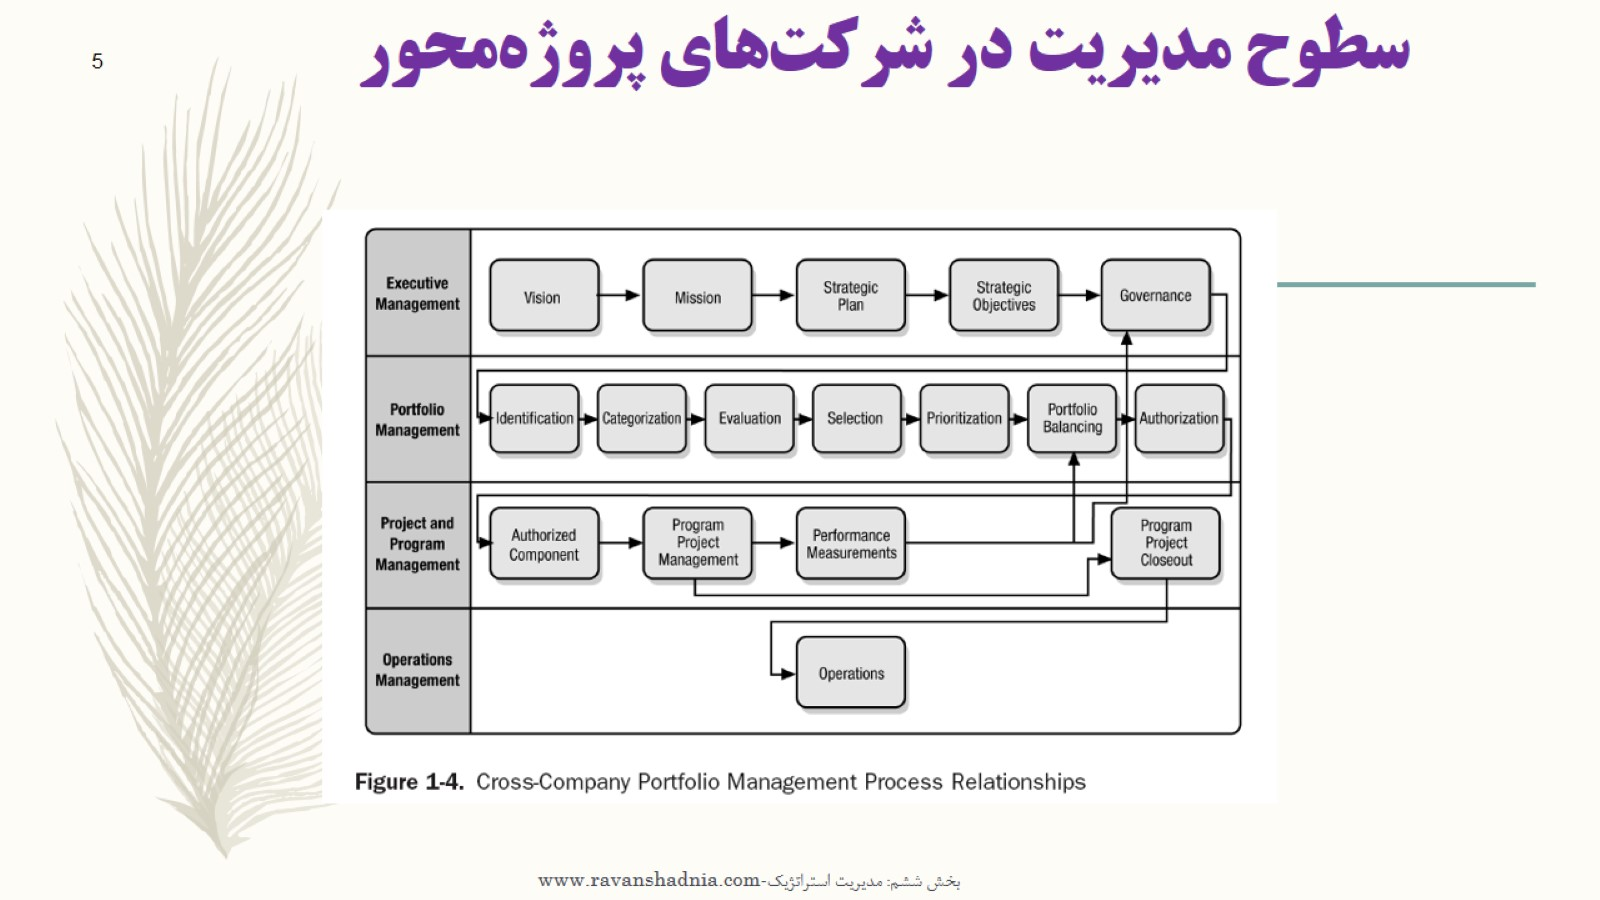 5
سطوح مدیریت در شرکت‌های پروژه‌محور
Executive
Management
Vision
Mission
Strategic
Plan
Strategic
Objectives
Governance
Portfolio
Management
Identification
Categorization
Evaluation
Selection
Prioritization
Portfolio
Balancing
Authorization
Project and
Program
Management
Authorized
Component
Program
Project
Management
Performance
Measurements
Program
Project
Closeout
Operations
Management
Operations
Figure 1-4. Cross-Company Portfolio Management Process Relationships
بخش ششم: مدیریت استراتژیک-www.ravanshadnia.com